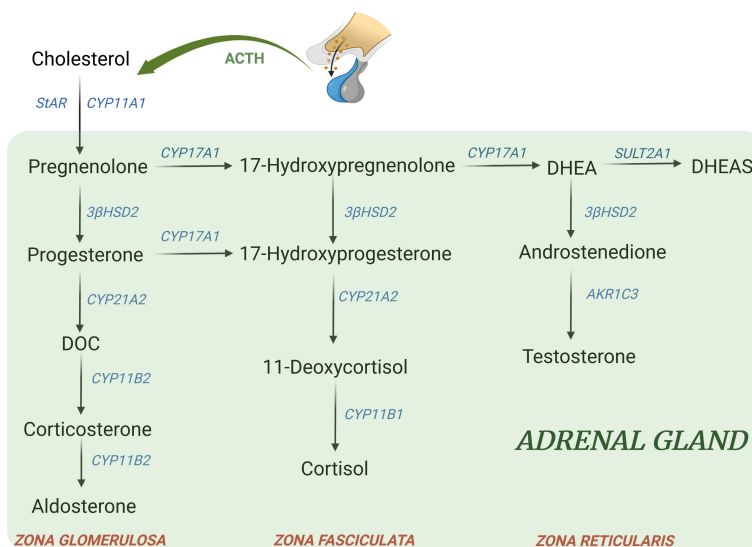 Cholesterol
ACTH
StAR CYP11A1
Pregnenolone CYP17A1 17-Hydroxypregnenolone CYP17A1 DHEA SULT2A1 DHEAS
3βHSD2 3βHSD2 3βHSD2
Progesterone CYP17A1 17-Hydroxyprogesterone Androstenedione
CYP21A2 CYP21A2 AKR1C3
DOC
11-Deoxycortisol Testosterone
CYP11B2
CYP11B1
Corticosterone
ADRENAL GLAND
CYP11B2
Cortisol
Aldosterone
ZONA GLOMERULOSA ZONA FASCICULATA ZONA RETICULARIS